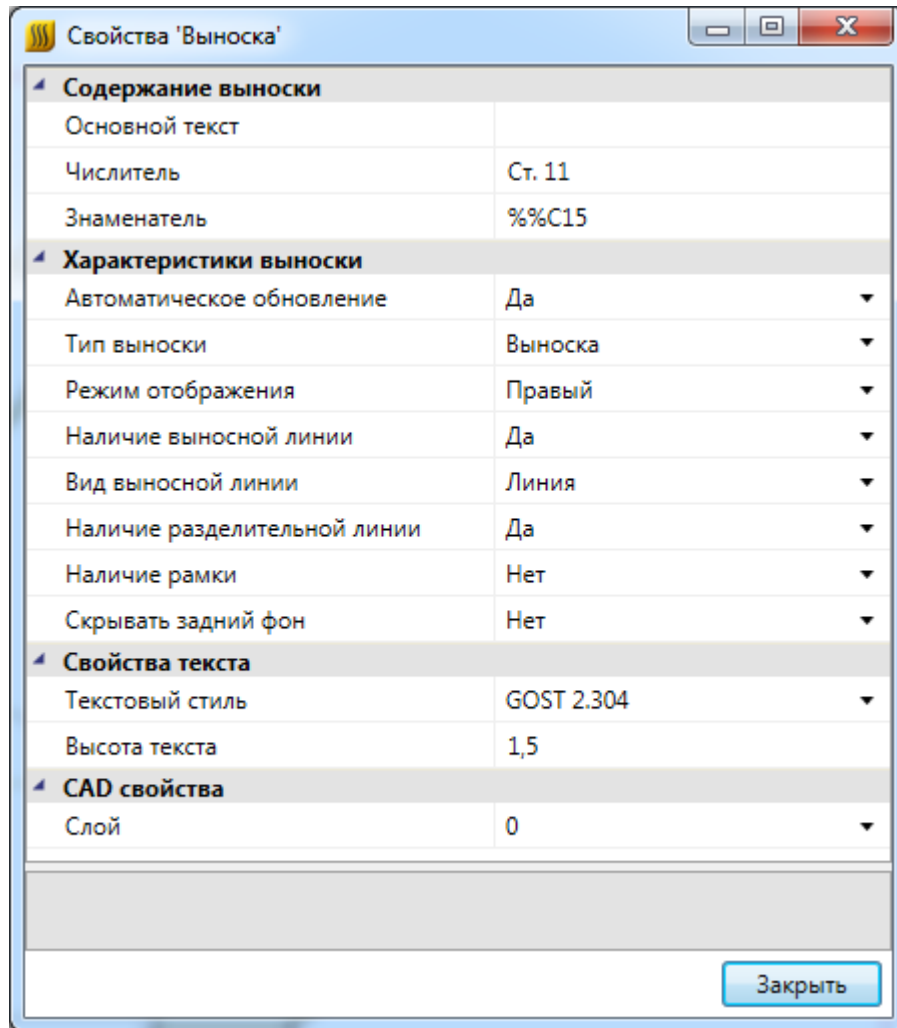 Свойства 'Выноска'
Содержание выноски
Основной текст
Числитель Ст. 11
Знаменатель %%C15
Характеристики выноски
Автоматическое обновление Да
Тип выноски Выноска
Режим отображения Правый
Наличие выносной линии Да
Вид выносной линии Линия
Наличие разделительной линии Да
Наличие рамки Нет
Скрывать задний фон Нет
Свойства текста
Текстовый стиль GOST 2.304
Высота текста 1,5
CAD свойства
Слой 0
Закрыть